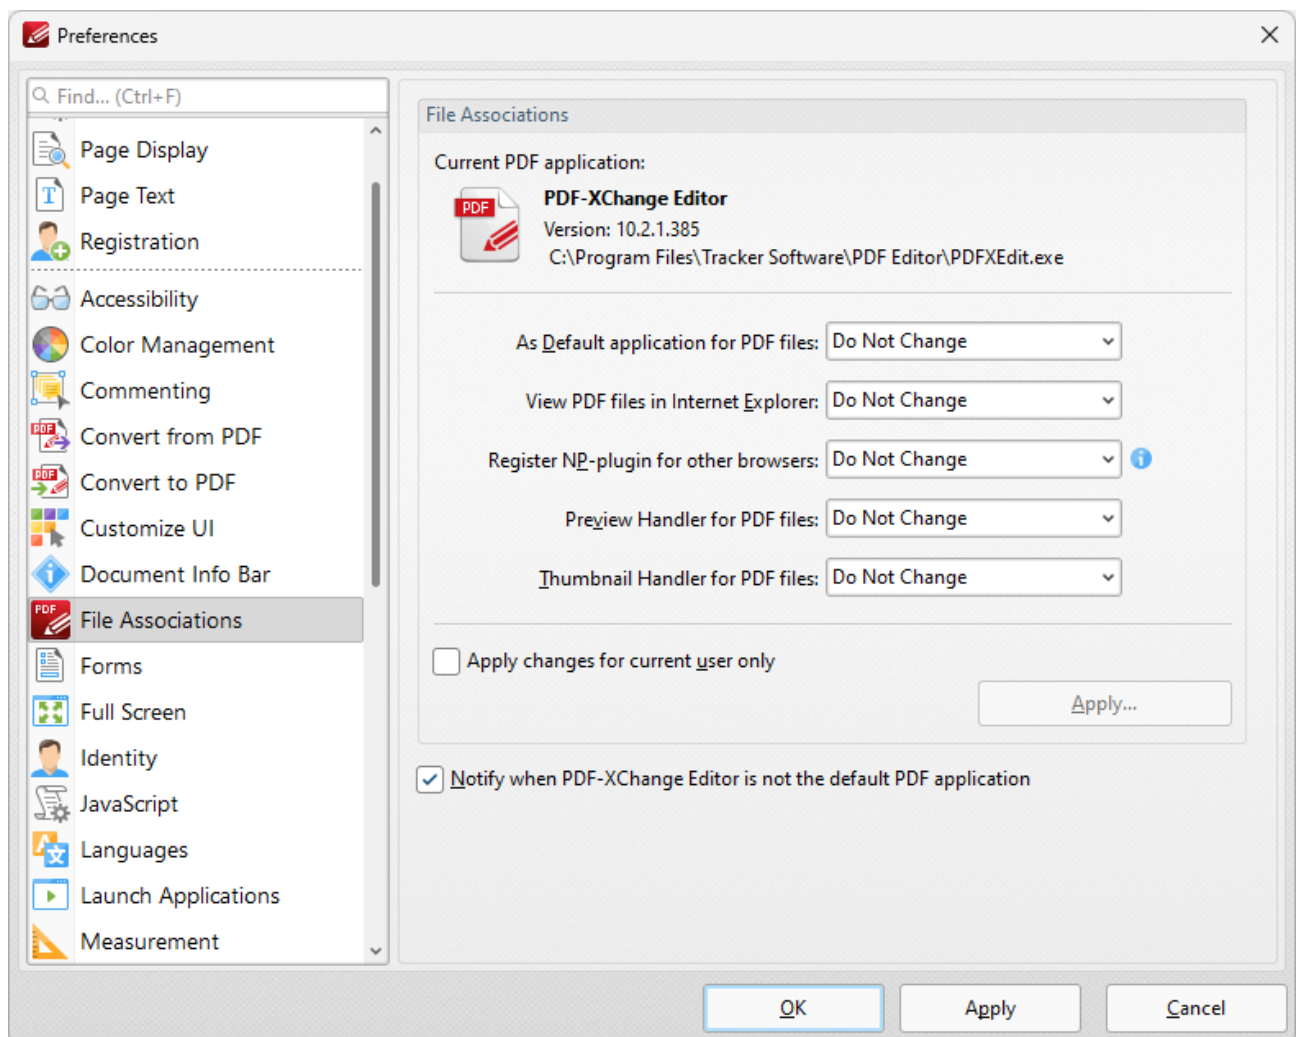 Preferences
Find... (Ctrl+F)
Page Display
Page Text
Registration
Accessibility
Color Management
Commenting
Convert from PDF
Convert to PDF
Customize UI
Document Info Bar
File Associations
Forms
Full Screen
Identity
JavaScript
Languages
Launch Applications
Measurement
File Associations
Current PDF application:
PDF
PDF-XChange Editor
Version: 10.2.1.385
C:\Program Files\Tracker Software\PDF Editor\PDFXEdit.exe
As Default application for PDF files: Do Not Change
View PDF files in Internet Explorer: Do Not Change
Register NP-plugin for other browsers: Do Not Change
Preview Handler for PDF files: Do Not Change
Thumbnail Handler for PDF files: Do Not Change
Apply changes for current user only
Apply...
Notify when PDF-XChange Editor is not the default PDF application
OK Apply Cancel